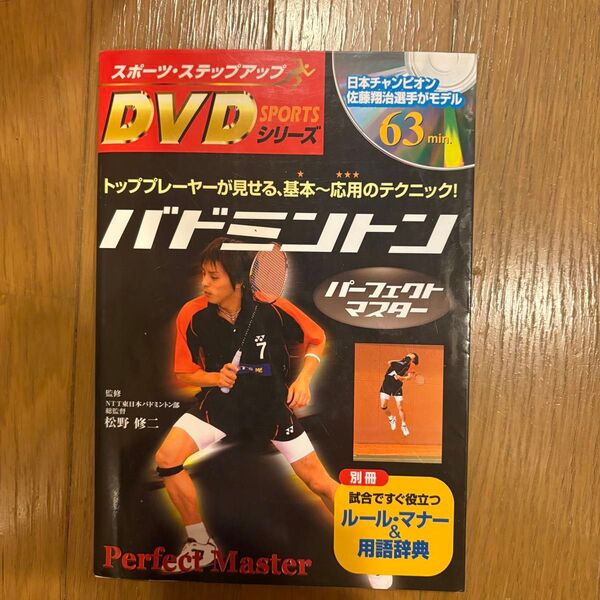 スポーツ・ステップアップ
DVD SPORTS
シリーズ
日本チャンピオン
佐藤翔治選手がモデル
63 min.
トッププレーヤーが見せる、基本～応用のテクニック!
バドミントン
パーフェクト
マスター
7
監修
NTT東日本バドミントン部
総監督
松野 修二
別冊
試合ですぐ役立つ
ルール・マナー
&
用語辞典
Perfect Master